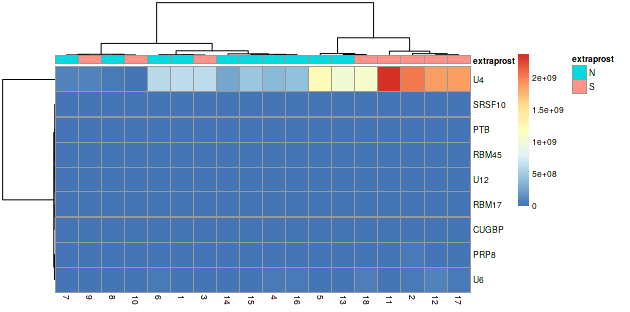 extraprost
extraprost
N
S
2e+09
1.5e+09
1e+09
5e+08
0
U4
SRSF10
PTB
RBM45
U12
RBM17
CUGBP
PRP8
U6
7 9 8 10 6 1 3 14 15 4 16 5 13 18 11 2 12 17